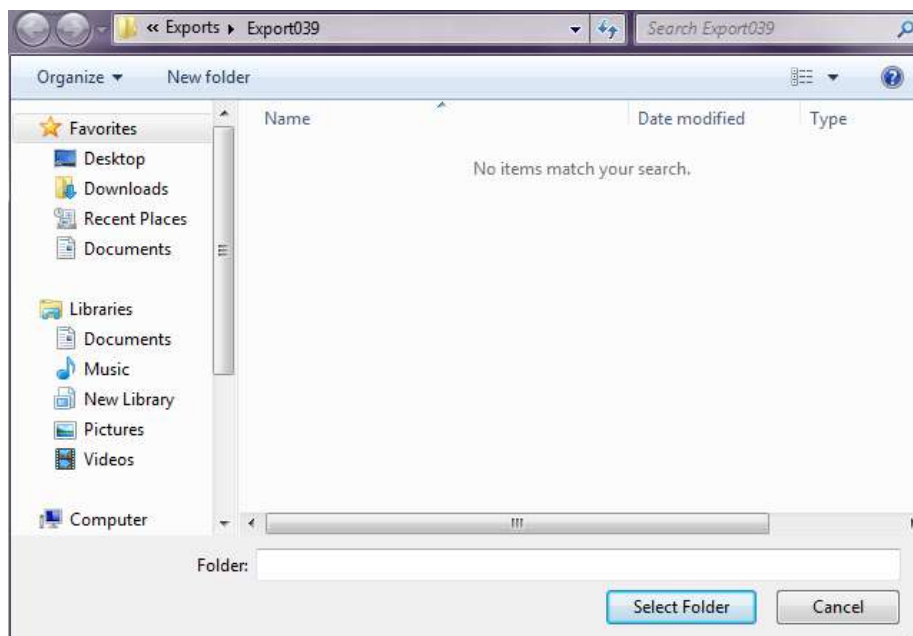 « Exports ▸ Export039
Search Export039
Organize ▾ New folder
Name Date modified Type
No items match your search.
Favorites
Desktop
Downloads
Recent Places
Documents
Libraries
Documents
Music
New Library
Pictures
Videos
Computer
Folder:
Select Folder Cancel